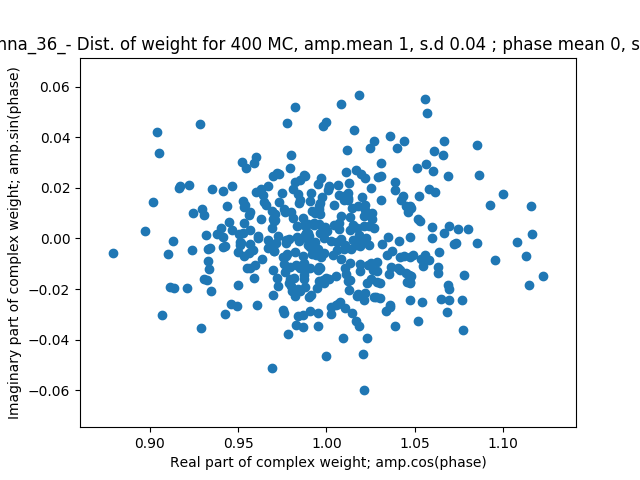 nna_36_- Dist. of weight for 400 MC, amp.mean 1, s.d 0.04 ; phase mean 0, s
0.06
0.04
0.02
0.00
−0.02
−0.04
−0.06
Imaginary part of complex weight; amp.sin(phase)
0.90 0.95 1.00 1.05 1.10
Real part of complex weight; amp.cos(phase)